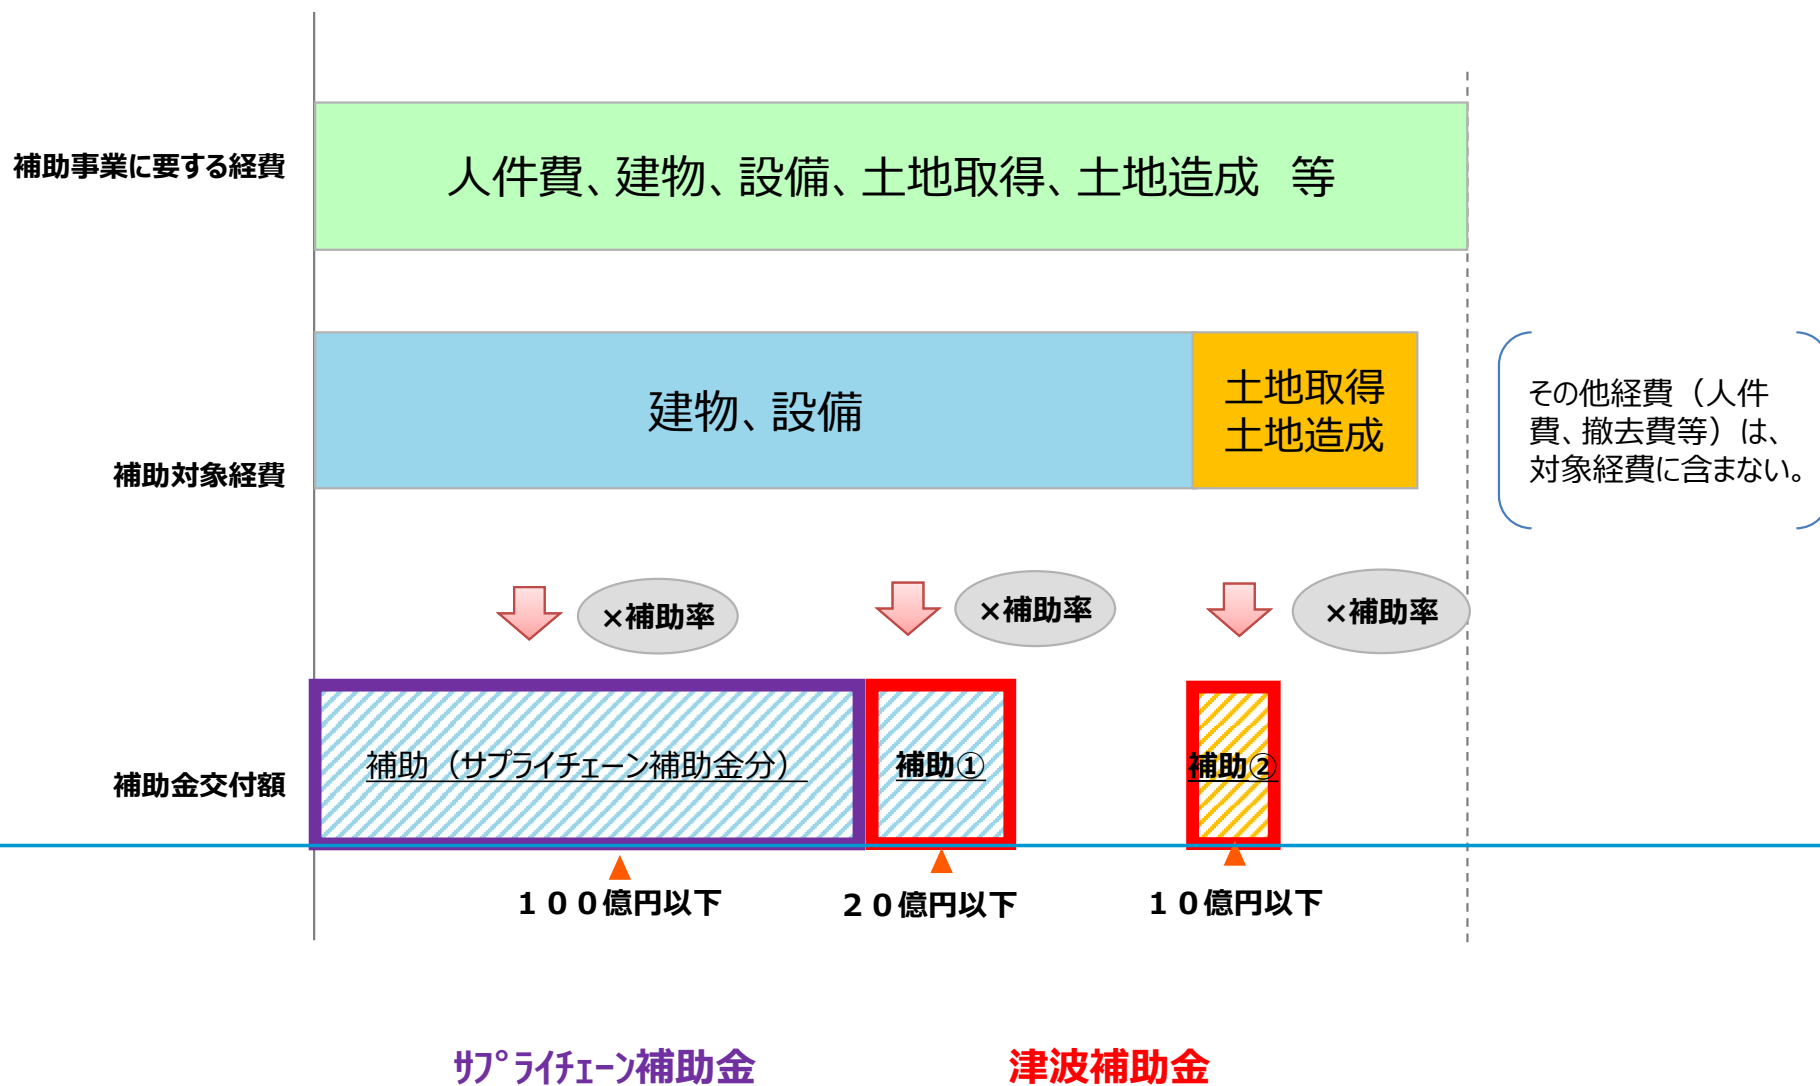 補助事業に要する経費
人件費、建物、設備、土地取得、土地造成　等
補助対象経費
建物、設備
土地取得
土地造成
その他経費（人件
費、撤去費等）は、
対象経費に含まない。
×補助率
×補助率
×補助率
補助金交付額
補助（サプライチェーン補助金分）
補助①
補助②
１００億円以下
２０億円以下
１０億円以下
ｻﾌﾟﾗｲﾁｪｰﾝ補助金
津波補助金